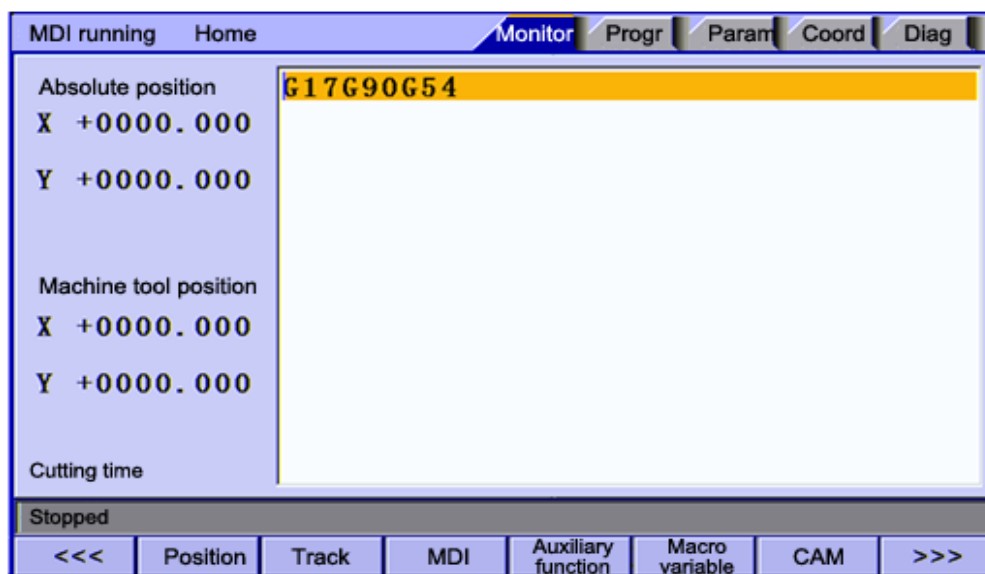 MDI running Home Monitor Progr Param Coord Diag
Absolute position
X +0000.000
Y +0000.000
Machine tool position
X +0000.000
Y +0000.000
Cutting time
G17G90G54
Stopped
<<< Position Track MDI Auxiliary function Macro variable CAM >>>